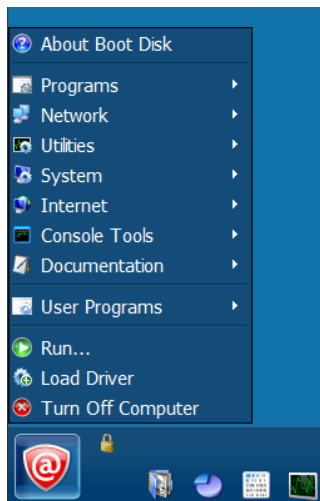 About Boot Disk
Programs
Network
Utilities
System
Internet
Console Tools
Documentation
User Programs
Run...
Load Driver
Turn Off Computer
@